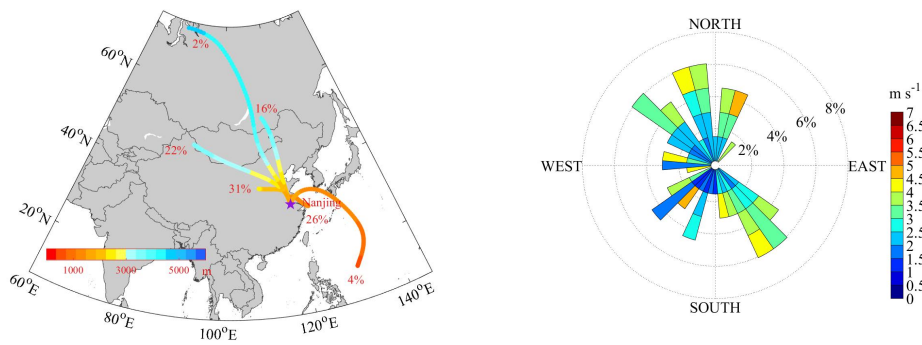 60°N
40°N
20°N
60°E
80°E
100°E
120°E
140°E
2%
16%
22%
31%
Nanjing
26%
4%
1000 3000 5000 m
NORTH
WEST
EAST
SOUTH
2%
4%
6%
8%
m s⁻¹
7
6.5
6
5.5
5
4.5
4
3.5
3
2.5
2
1.5
1
0.5
0